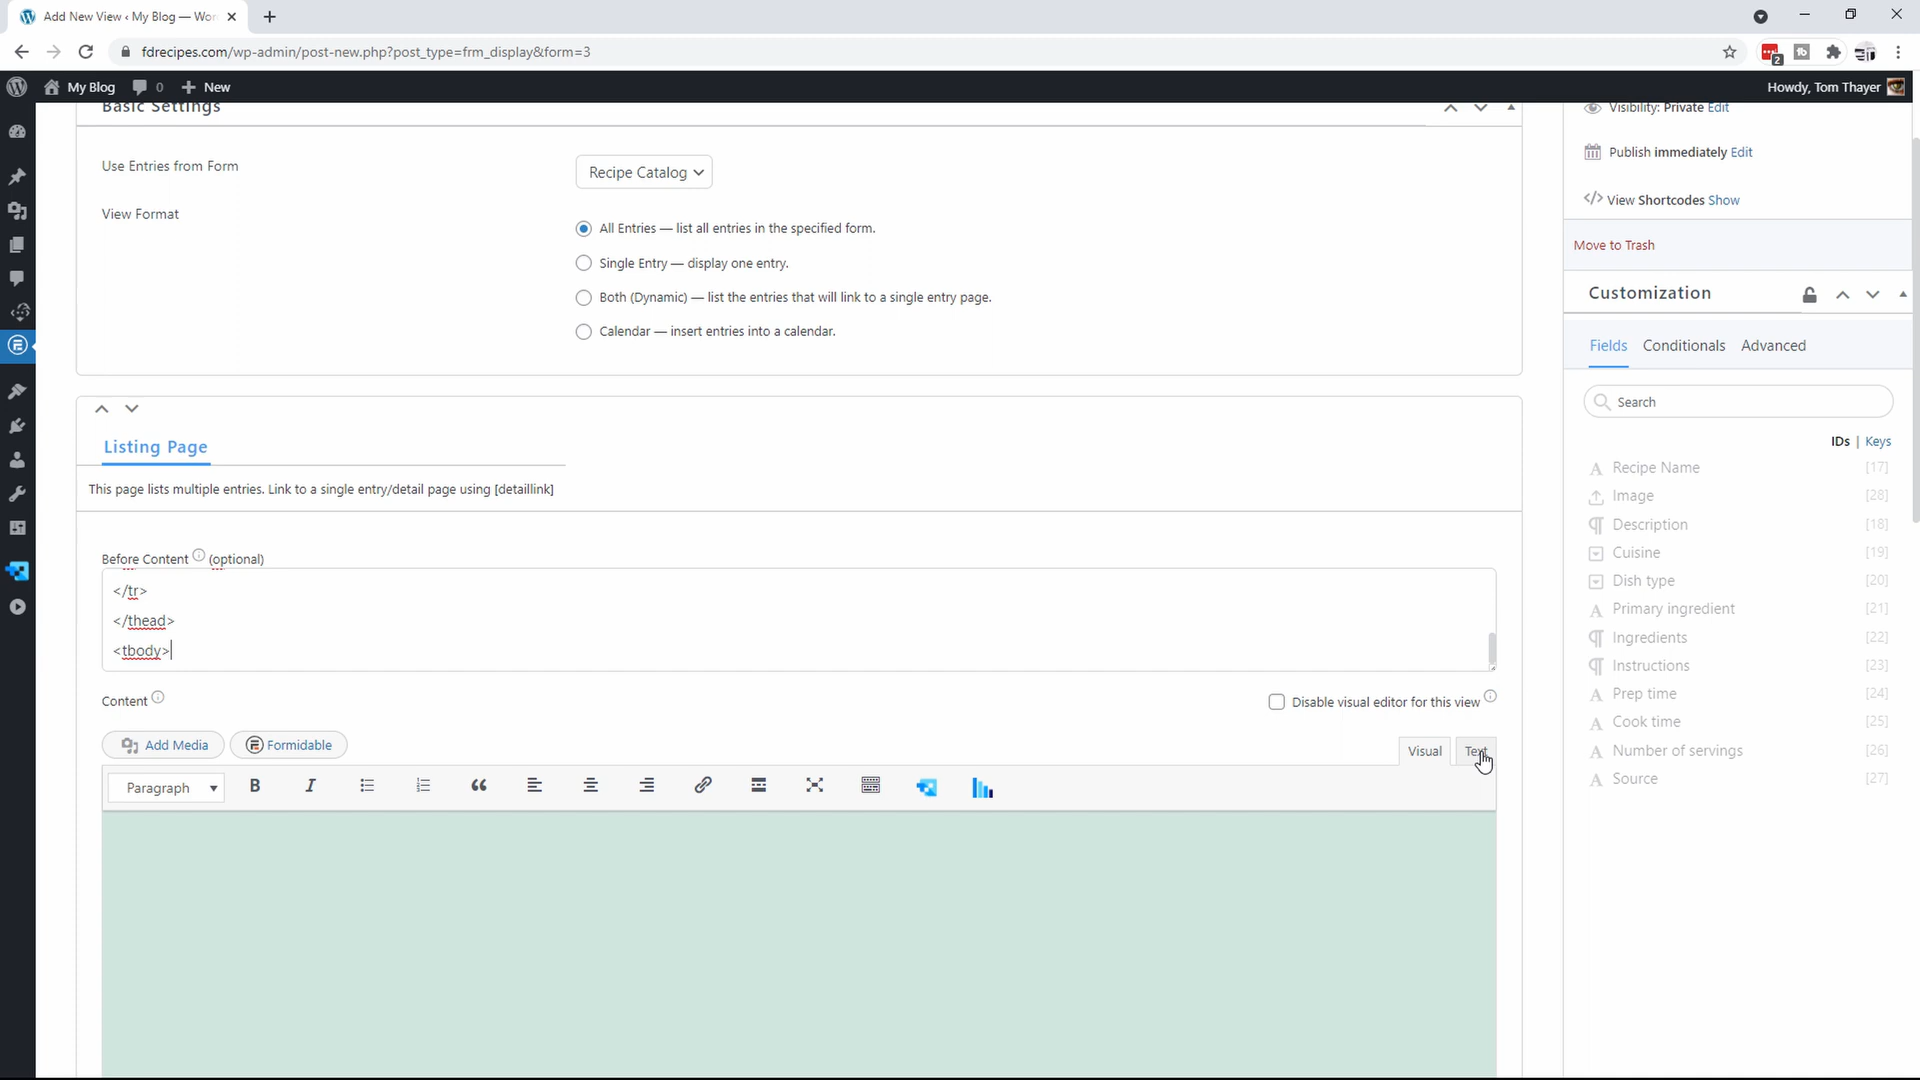 Add New View ‹ My Blog — Wor
fdrecipes.com/wp-admin/post-new.php?post_type=frm_display&form=3
2
My Blog
0
New
Howdy, Tom Thayer
Basic Settings
Use Entries from Form
Recipe Catalog
View Format
All Entries — list all entries in the specified form.
Single Entry — display one entry.
Both (Dynamic) — list the entries that will link to a single entry page.
Calendar — insert entries into a calendar.
Listing Page
This page lists multiple entries. Link to a single entry/detail page using [detaillink]
Before Content (optional)
</tr>
</thead>
<tbody>
Content
Disable visual editor for this view
Add Media
Formidable
Visual
Text
Paragraph
B
I
Visibility: Private Edit
Publish immediately Edit
View Shortcodes Show
Move to Trash
Customization
Fields
Conditionals
Advanced
Search
IDs | Keys
Recipe Name [17]
Image [28]
Description [18]
Cuisine [19]
Dish type [20]
Primary ingredient [21]
Ingredients [22]
Instructions [23]
Prep time [24]
Cook time [25]
Number of servings [26]
Source [27]